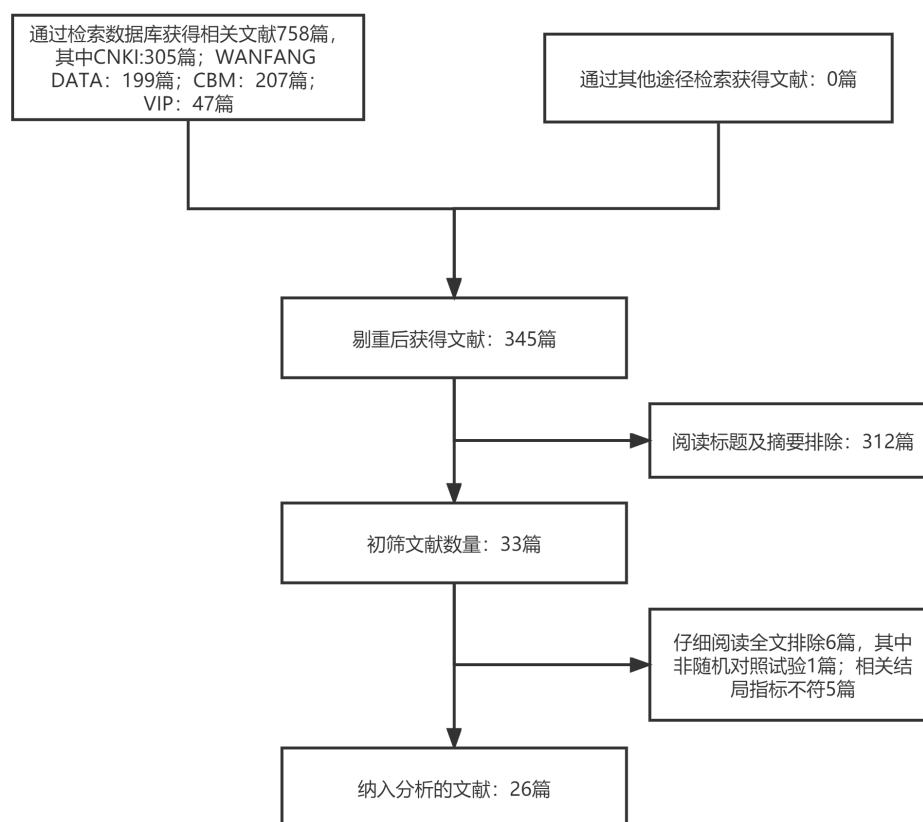 通过检索数据库获得相关文献758篇，
其中CNKI:305篇；WANFANG
DATA：199篇；CBM：207篇；
VIP：47篇
通过其他途径检索获得文献：0篇
剔重后获得文献：345篇
阅读标题及摘要排除：312篇
初筛文献数量：33篇
仔细阅读全文排除6篇，其中
非随机对照试验1篇；相关结
局指标不符5篇
纳入分析的文献：26篇